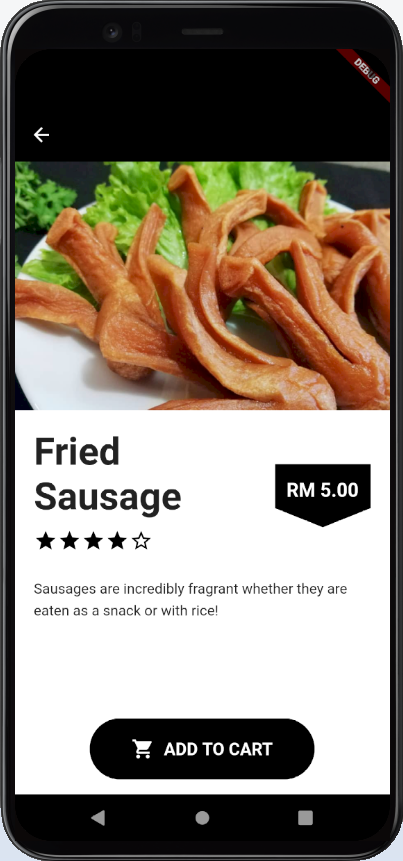 DEBUG
Fried
Sausage
RM 5.00
Sausages are incredibly fragrant whether they are
eaten as a snack or with rice!
ADD TO CART